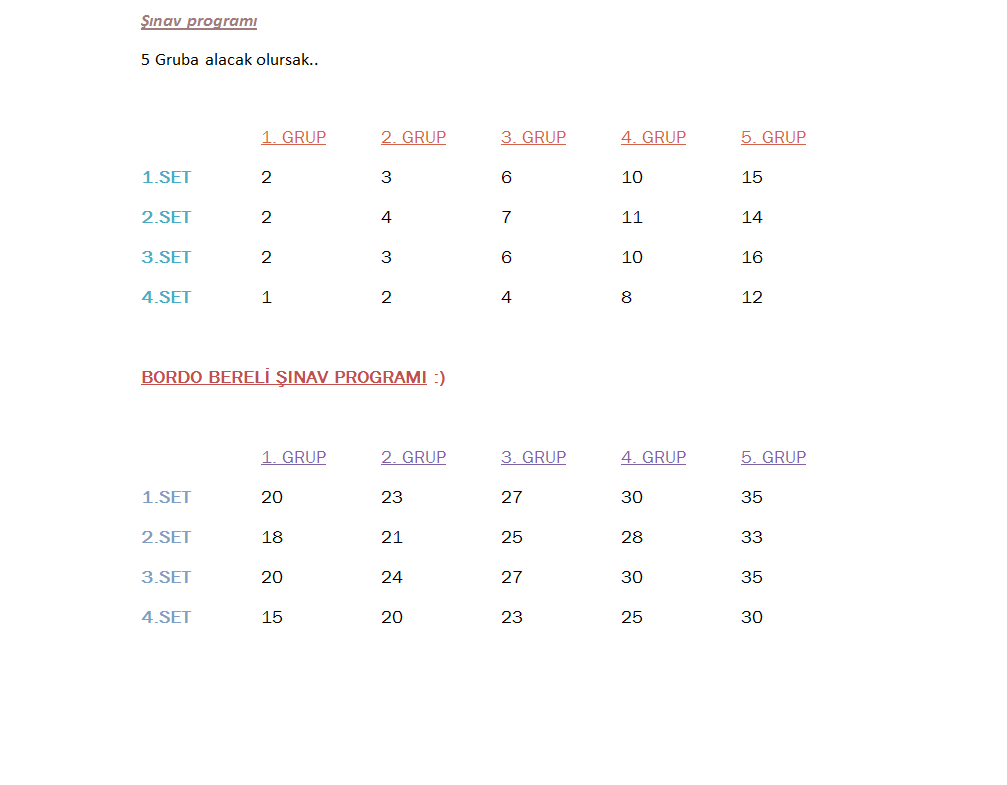 Şınav programı
5 Gruba alacak olursak..
1. GRUP 2. GRUP 3. GRUP 4. GRUP 5. GRUP
1.SET 2 3 6 10 15
2.SET 2 4 7 11 14
3.SET 2 3 6 10 16
4.SET 1 2 4 8 12
BORDO BERELİ ŞINAV PROGRAMI :)
1. GRUP 2. GRUP 3. GRUP 4. GRUP 5. GRUP
1.SET 20 23 27 30 35
2.SET 18 21 25 28 33
3.SET 20 24 27 30 35
4.SET 15 20 23 25 30